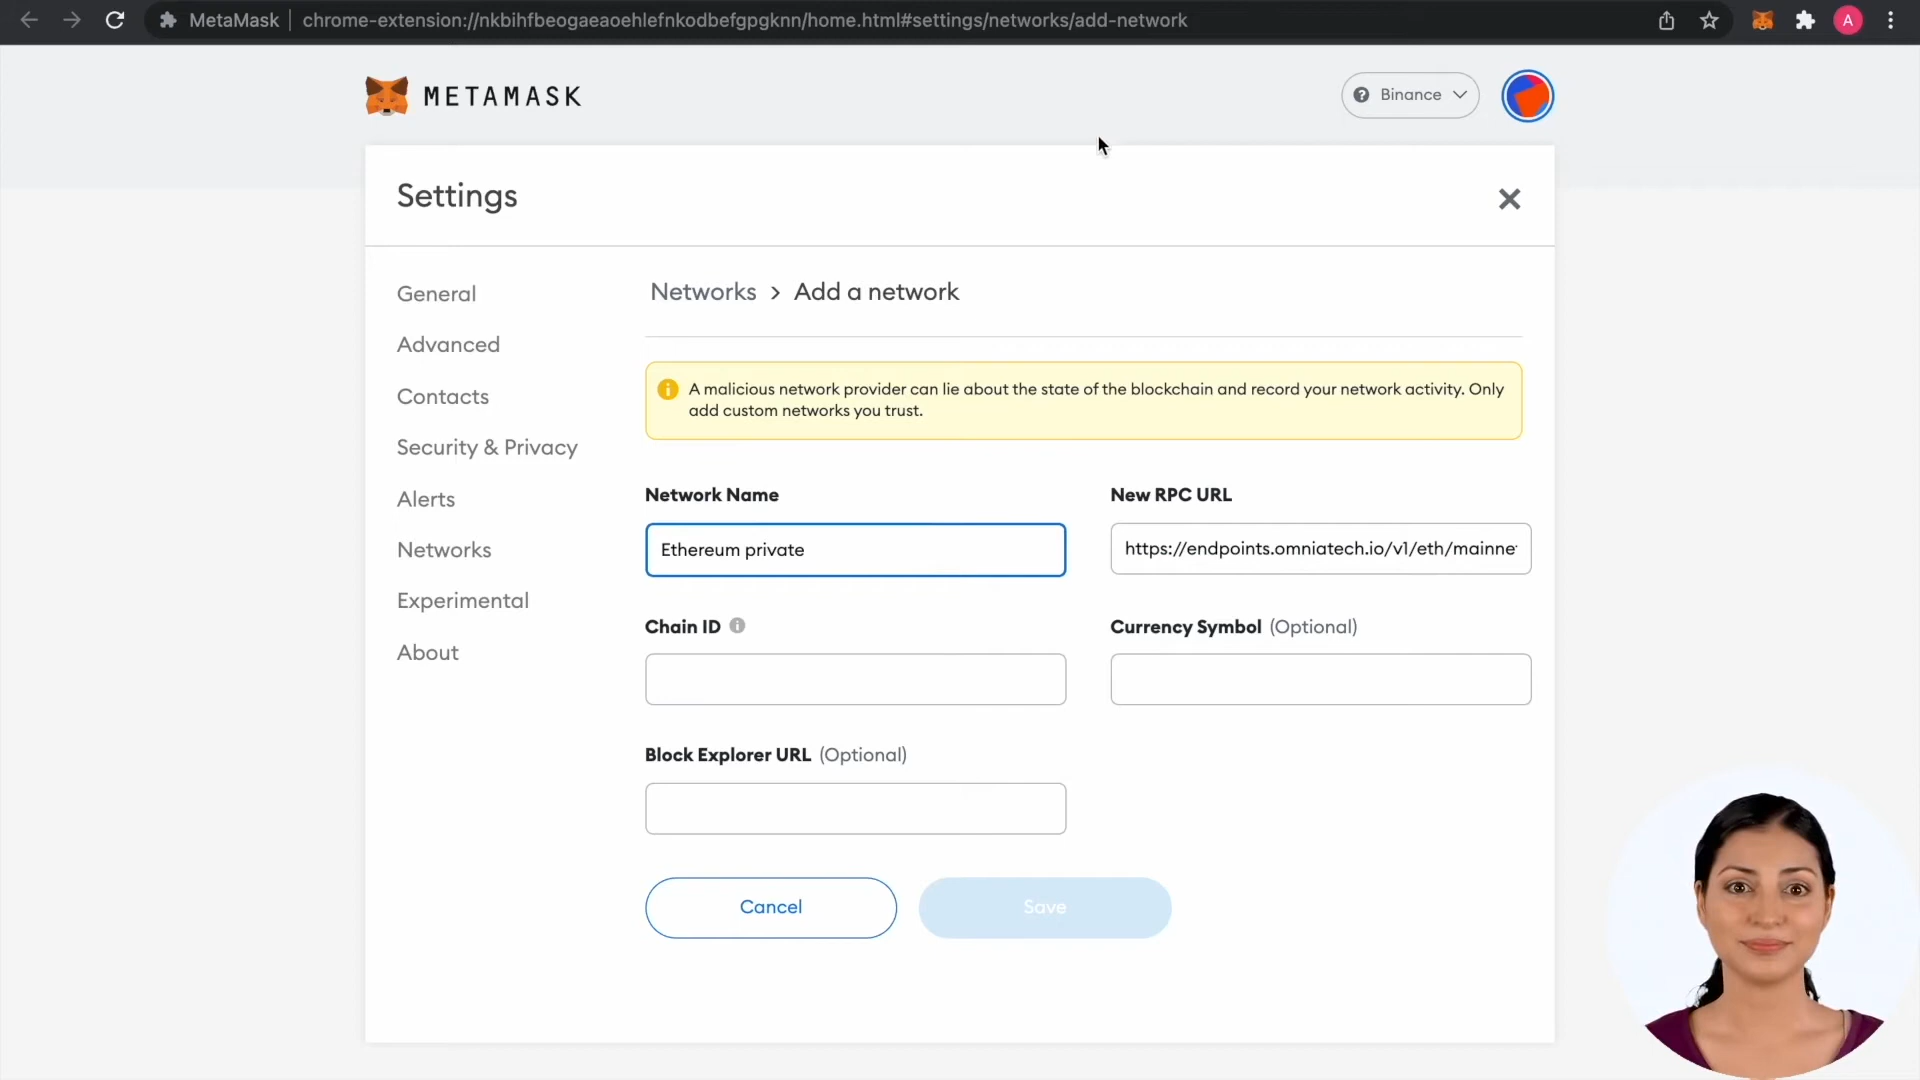 MetaMask | chrome-extension://nkbihfbeogaeaoehlefnkodbefgpgknn/home.html#settings/networks/add-network
A
METAMASK
Binance
Settings
General
Advanced
Contacts
Security & Privacy
Alerts
Networks
Experimental
About
Networks > Add a network
A malicious network provider can lie about the state of the blockchain and record your network activity. Only
add custom networks you trust.
Network Name
New RPC URL
Ethereum private
https://endpoints.omniatech.io/v1/eth/mainne
Chain ID
Currency Symbol (Optional)
Block Explorer URL (Optional)
Cancel
Save